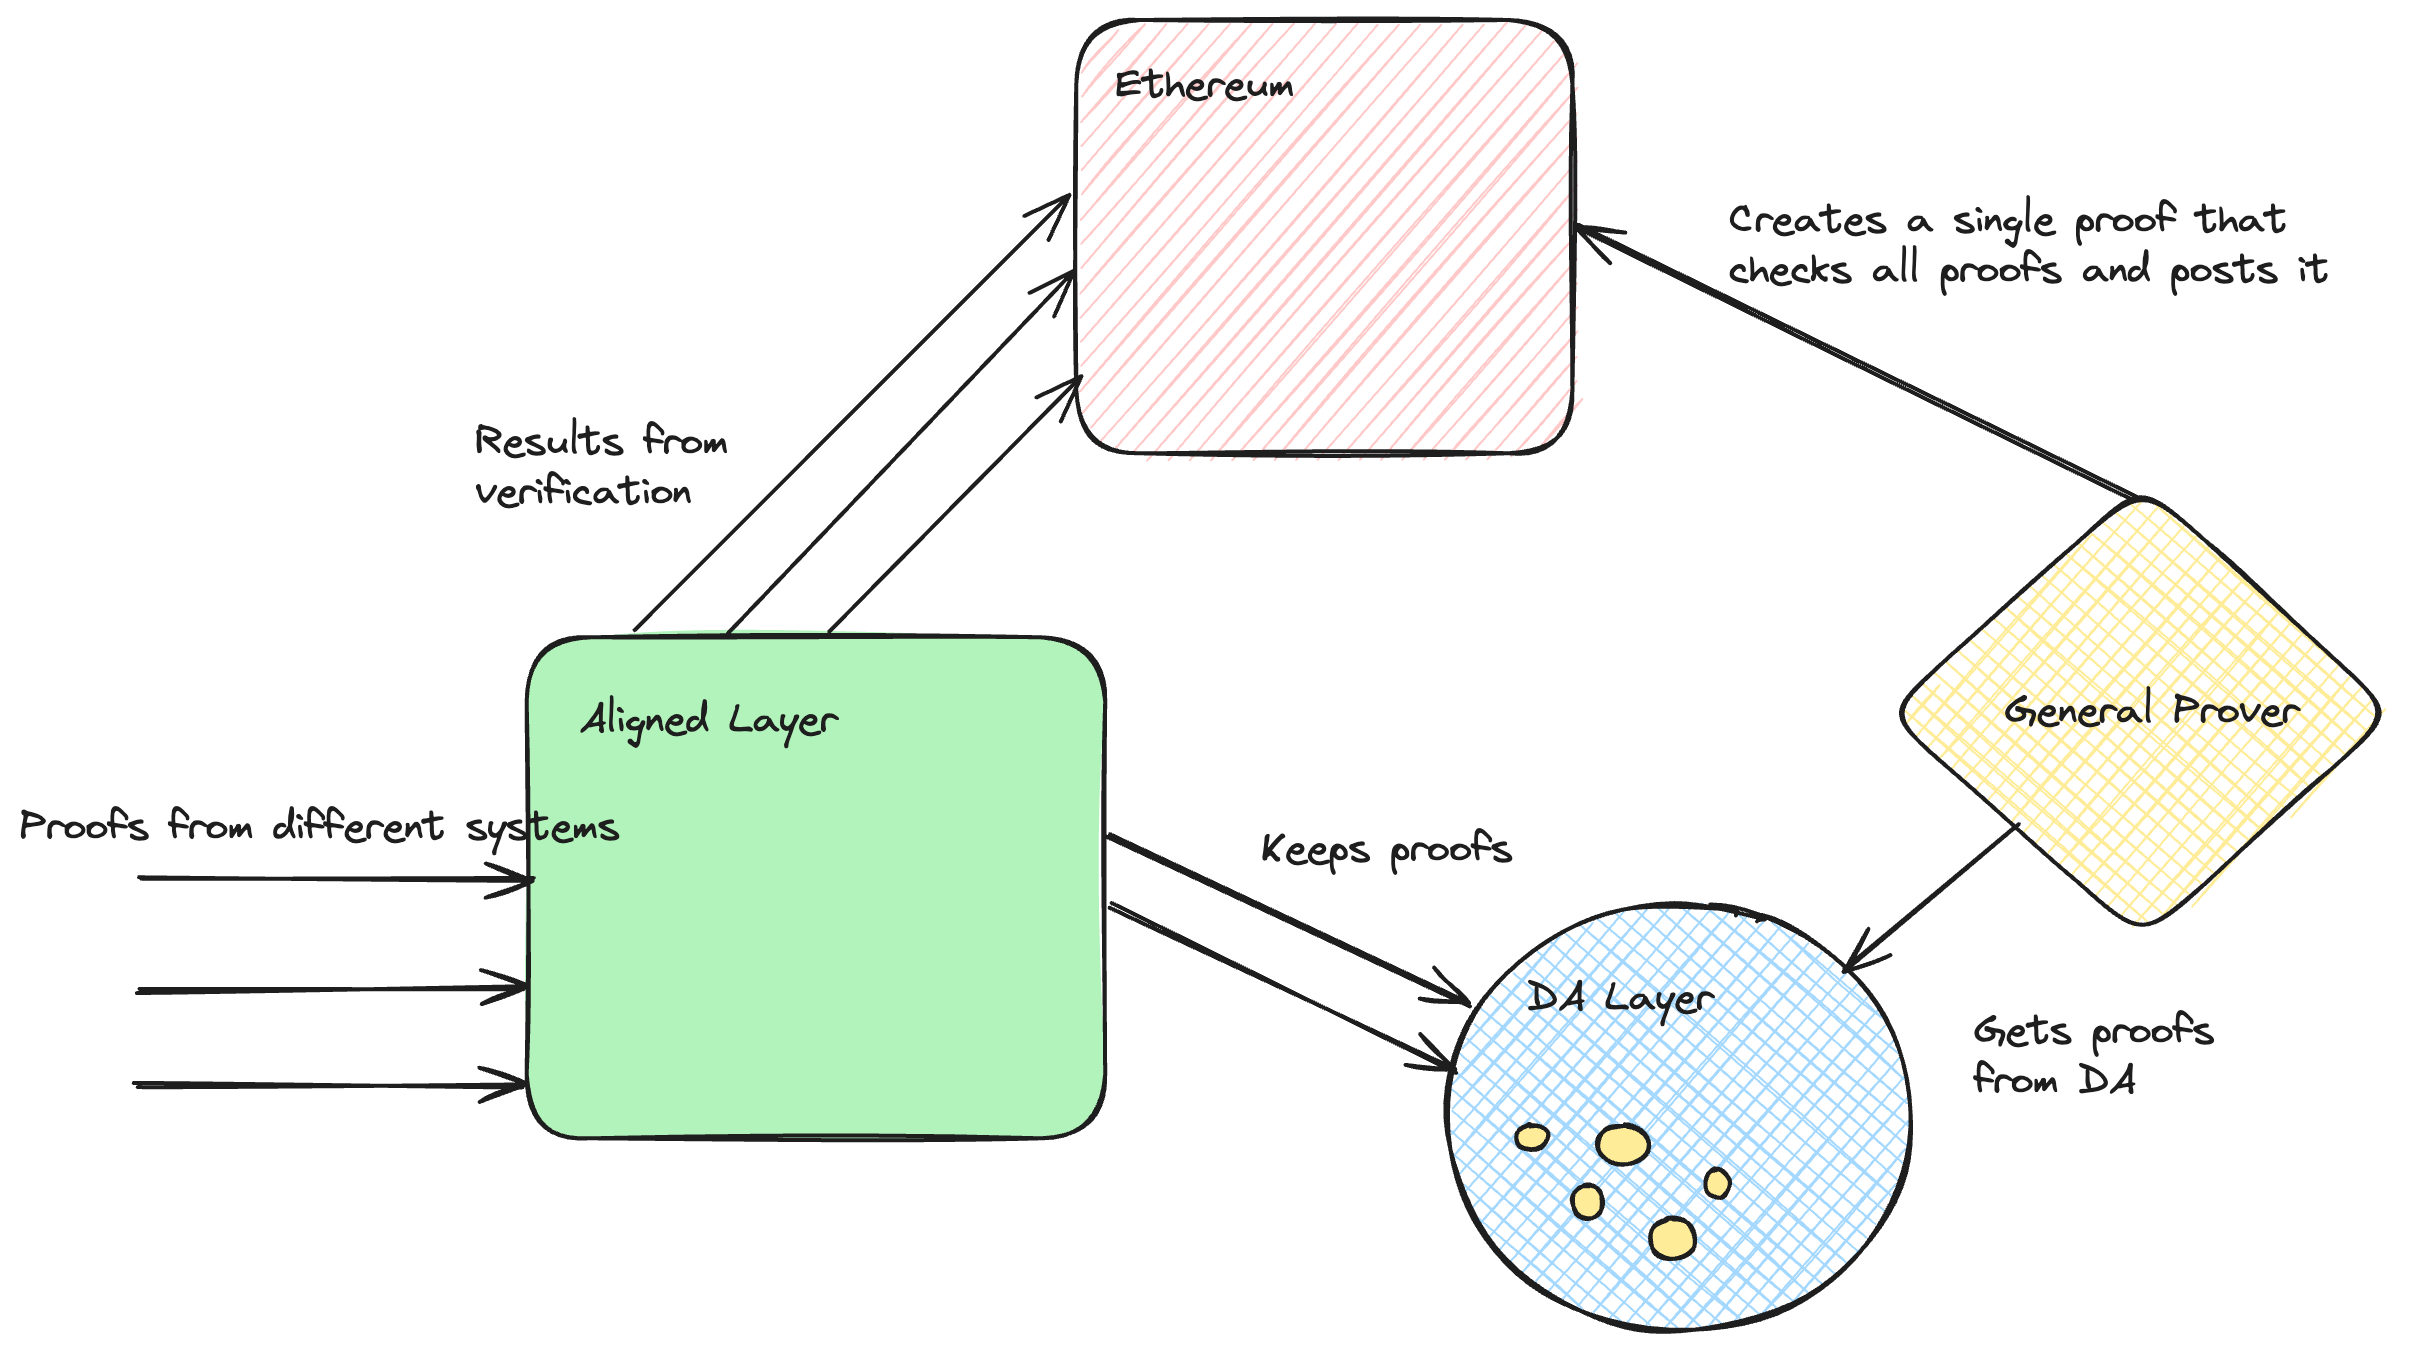 Ethereum
Creates a single proof that
checks all proofs and posts it
Results from
verification
Aligned Layer
General Prover
Proofs from different systems
Keeps proofs
DA Layer
Gets proofs
from DA